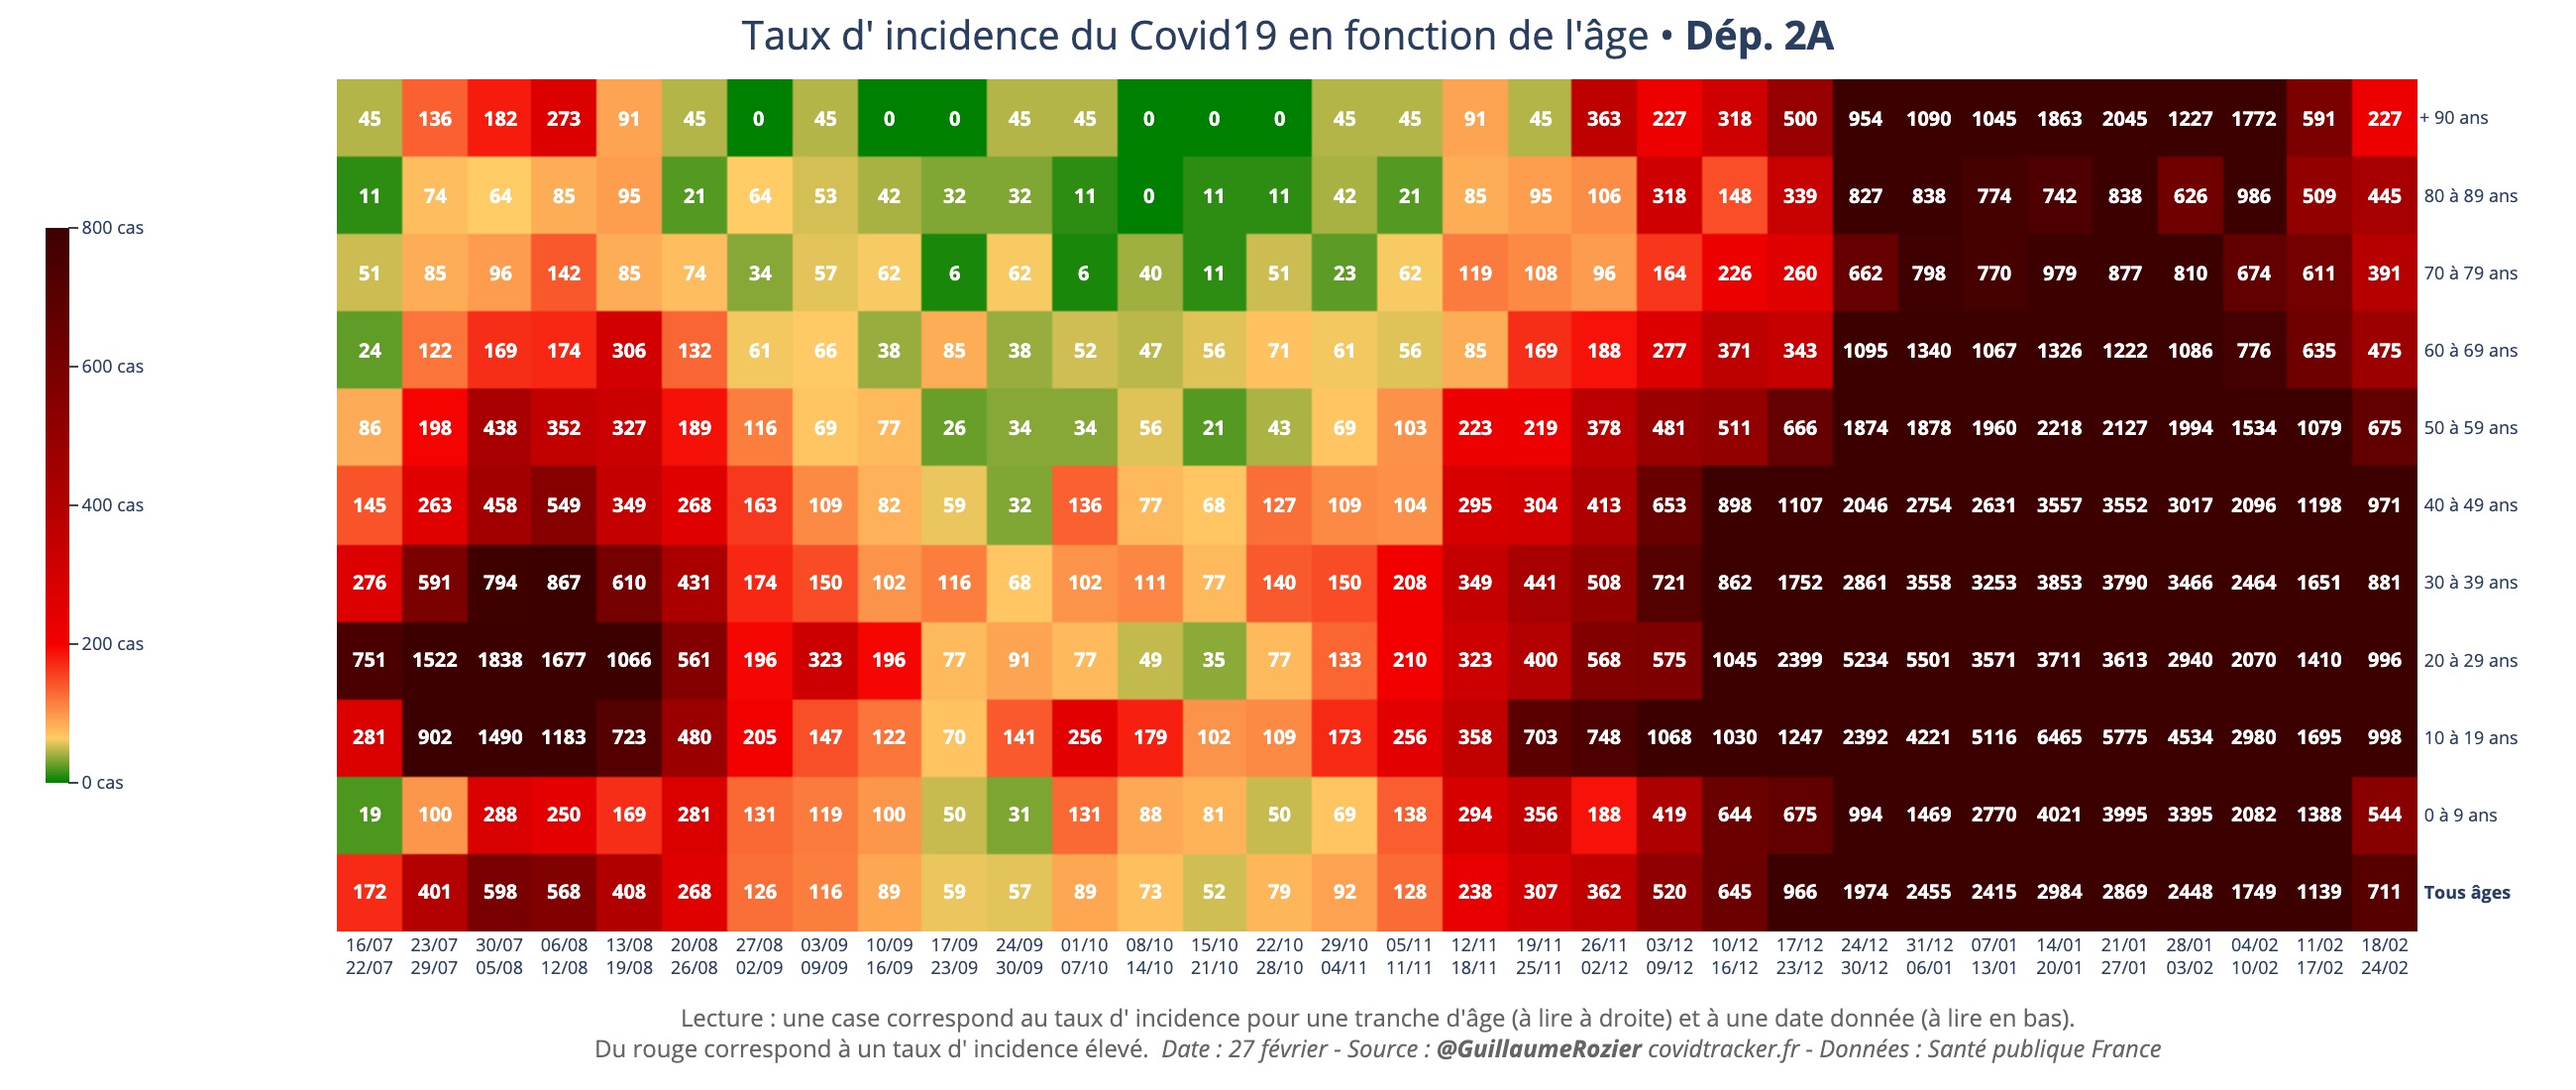 Taux d' incidence du Covid19 en fonction de l'âge • Dép. 2A
45 136 182 273 91 45 0 45 0 0 45 45 0 0 0 45 45 91 45 363 227 318 500 954 1090 1045 1863 2045 1227 1772 591 227 + 90 ans
11 74 64 85 95 21 64 53 42 32 32 11 0 11 11 42 21 85 95 106 318 148 339 827 838 774 742 838 626 986 509 445 80 à 89 ans
51 85 96 142 85 74 34 57 62 6 62 6 40 11 51 23 62 119 108 96 164 226 260 662 798 770 979 877 810 674 611 391 70 à 79 ans
24 122 169 174 306 132 61 66 38 85 38 52 47 56 71 61 56 85 169 188 277 371 343 1095 1340 1067 1326 1222 1086 776 635 475 60 à 69 ans
86 198 438 352 327 189 116 69 77 26 34 34 56 21 43 69 103 223 219 378 481 511 666 1874 1878 1960 2218 2127 1994 1534 1079 675 50 à 59 ans
145 263 458 549 349 268 163 109 82 59 32 136 77 68 127 109 104 295 304 413 653 898 1107 2046 2754 2631 3557 3552 3017 2096 1198 971 40 à 49 ans
276 591 794 867 610 431 174 150 102 116 68 102 111 77 140 150 208 349 441 508 721 862 1752 2861 3558 3253 3853 3790 3466 2464 1651 881 30 à 39 ans
751 1522 1838 1677 1066 561 196 323 196 77 91 77 49 35 77 133 210 323 400 568 575 1045 2399 5234 5501 3571 3711 3613 2940 2070 1410 996 20 à 29 ans
281 902 1490 1183 723 480 205 147 122 70 141 256 179 102 109 173 256 358 703 748 1068 1030 1247 2392 4221 5116 6465 5775 4534 2980 1695 998 10 à 19 ans
19 100 288 250 169 281 131 119 100 50 31 131 88 81 50 69 138 294 356 188 419 644 675 994 1469 2770 4021 3995 3395 2082 1388 544 0 à 9 ans
172 401 598 568 408 268 126 116 89 59 57 89 73 52 79 92 128 238 307 362 520 645 966 1974 2455 2415 2984 2869 2448 1749 1139 711 Tous âges
16/07 23/07 30/07 06/08 13/08 20/08 27/08 03/09 10/09 17/09 24/09 01/10 08/10 15/10 22/10 29/10 05/11 12/11 19/11 26/11 03/12 10/12 17/12 24/12 31/12 07/01 14/01 21/01 28/01 04/02 11/02 18/02
22/07 29/07 05/08 12/08 19/08 26/08 02/09 09/09 16/09 23/09 30/09 07/10 14/10 21/10 28/10 04/11 11/11 18/11 25/11 02/12 09/12 16/12 23/12 30/12 06/01 13/01 20/01 27/01 03/02 10/02 17/02 24/02
800 cas
600 cas
400 cas
200 cas
0 cas
Lecture : une case correspond au taux d' incidence pour une tranche d'âge (à lire à droite) et à une date donnée (à lire en bas).
Du rouge correspond à un taux d' incidence élevé. Date : 27 février - Source : @GuillaumeRozier covidtracker.fr - Données : Santé publique France